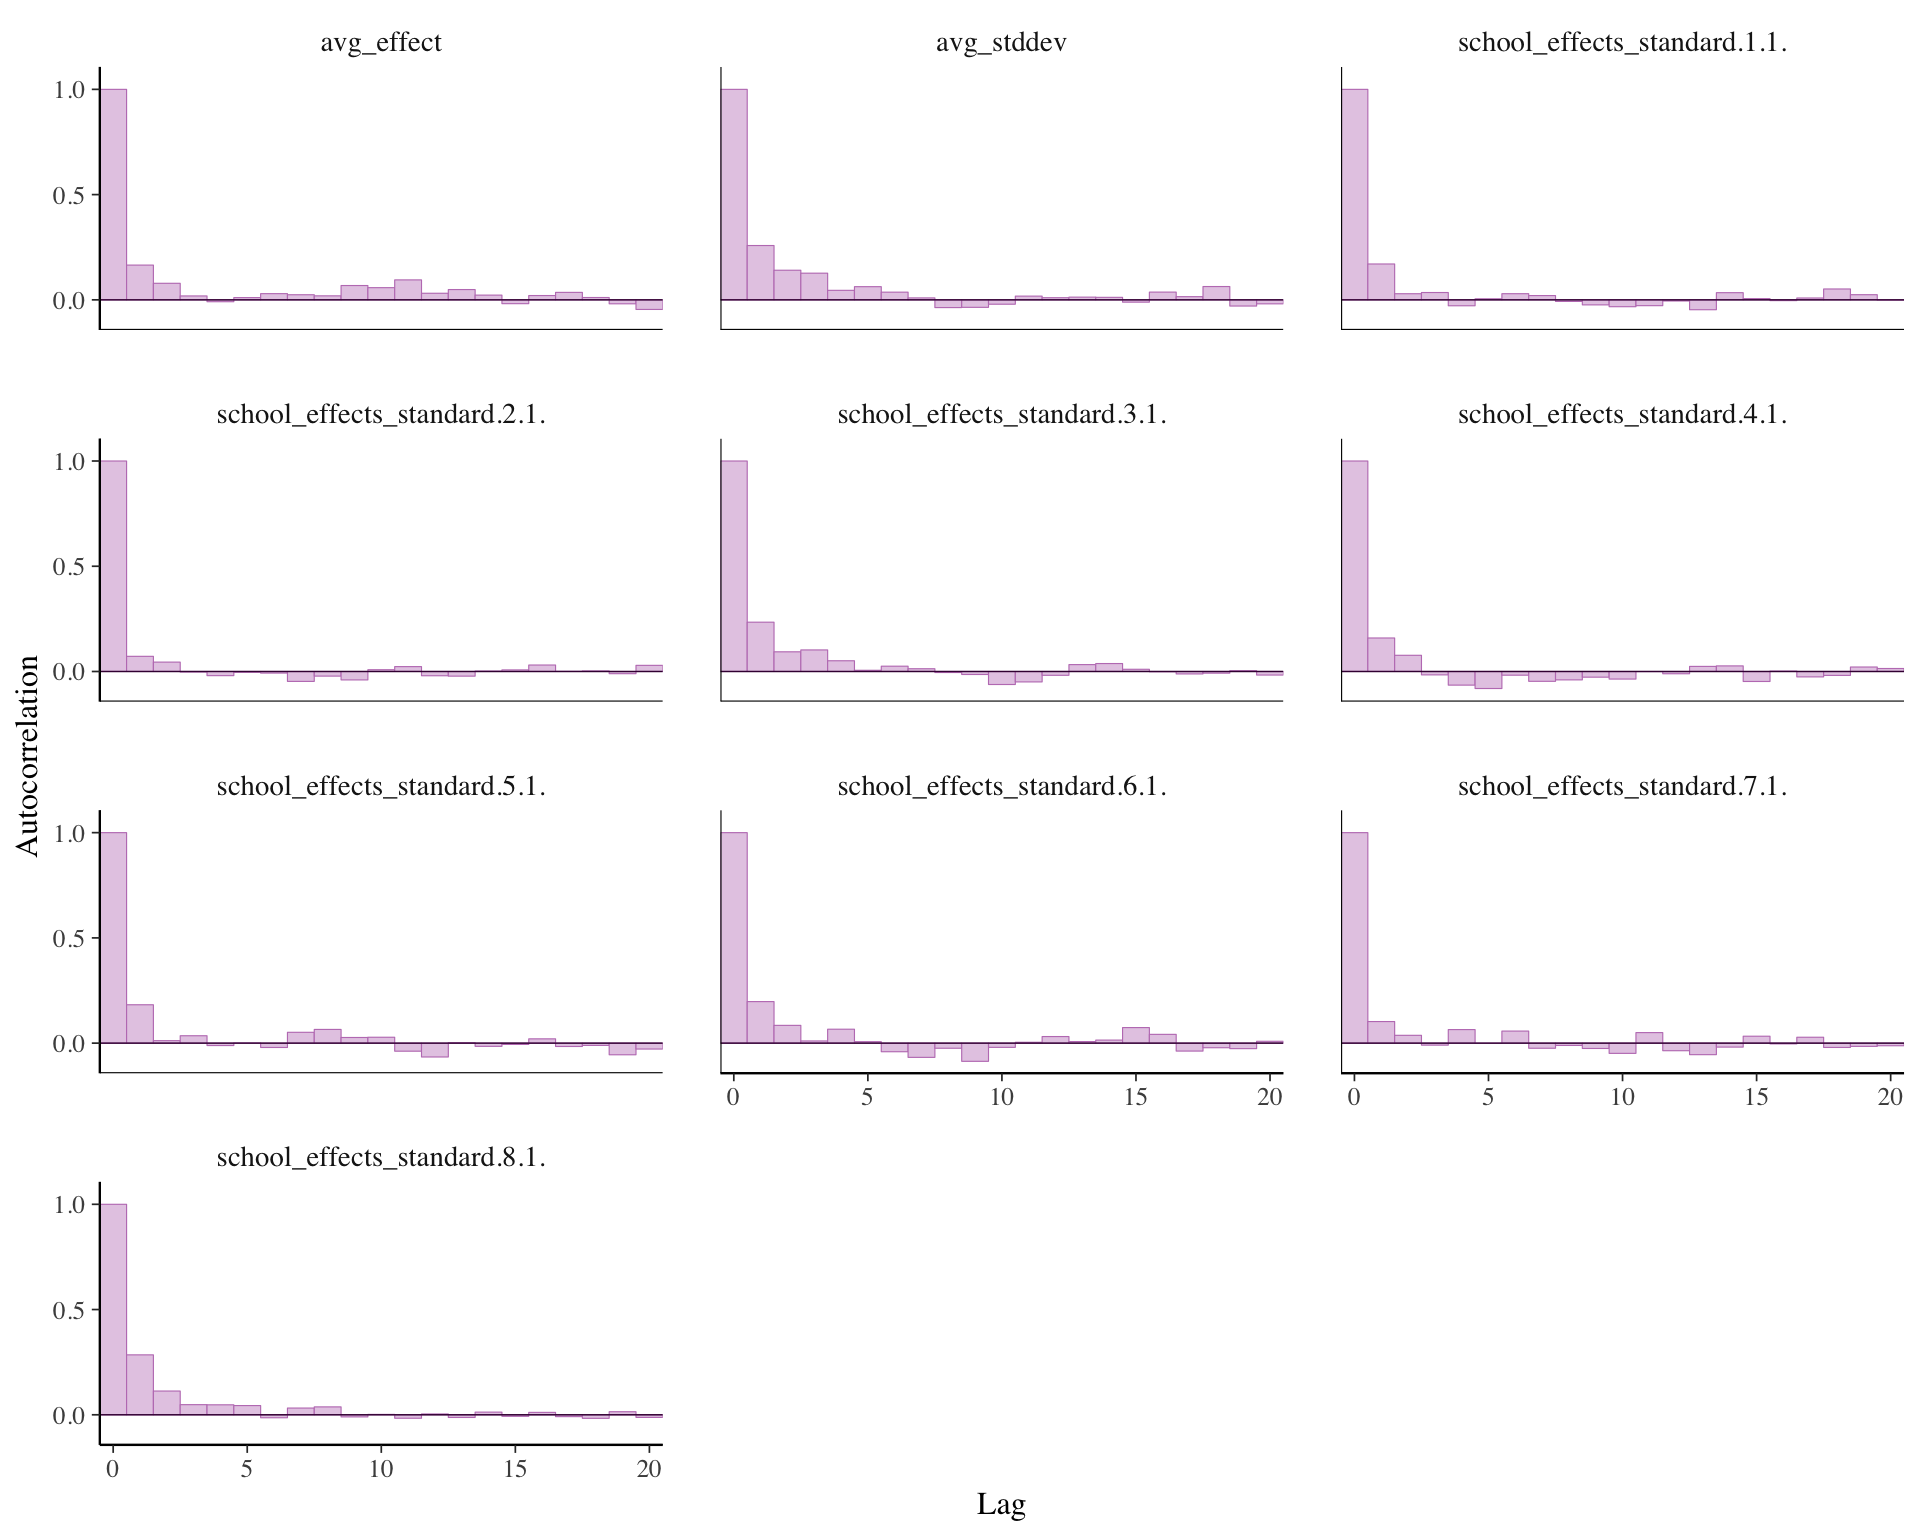 avg_effect
avg_stddev
school_effects_standard.1.1.
1.0
0.5
0.0
school_effects_standard.2.1.
school_effects_standard.3.1.
school_effects_standard.4.1.
1.0
0.5
0.0
Autocorrelation
school_effects_standard.5.1.
school_effects_standard.6.1.
school_effects_standard.7.1.
1.0
0.5
0.0
0 5 10 15 20
0 5 10 15 20
school_effects_standard.8.1.
1.0
0.5
0.0
0 5 10 15 20
Lag